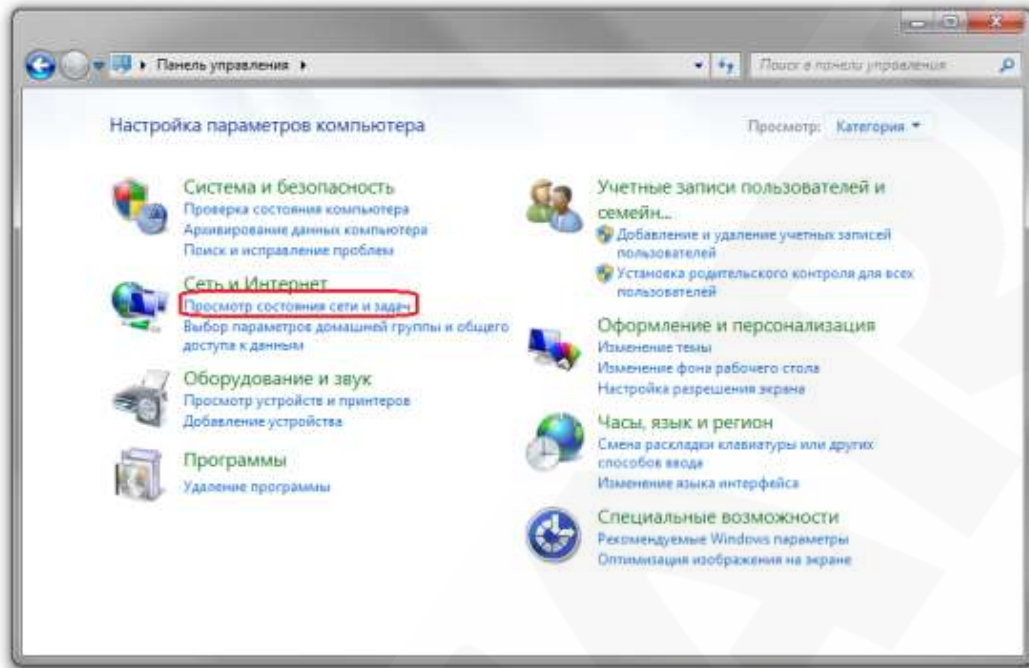 Панель управления
Поиск в панели управления
Настройка параметров компьютера
Просмотр: Категория
Система и безопасность
Проверка состояния компьютера
Архивирование данных компьютера
Поиск и исправление проблем
Сеть и Интернет
Просмотр состояния сети и задач
Выбор параметров домашней группы и общего
доступа к данным
Оборудование и звук
Просмотр устройств и принтеров
Добавление устройства
Программы
Удаление программы
Учетные записи пользователей и
семейн...
Добавление и удаление учетных записей
пользователей
Установка родительского контроля для всех
пользователей
Оформление и персонализация
Изменение темы
Изменение фона рабочего стола
Настройка разрешения экрана
Часы, язык и регион
Смена раскладки клавиатуры или других
способов ввода
Изменение языка интерфейса
Специальные возможности
Рекомендуемые Windows параметры
Оптимизация изображения на экране